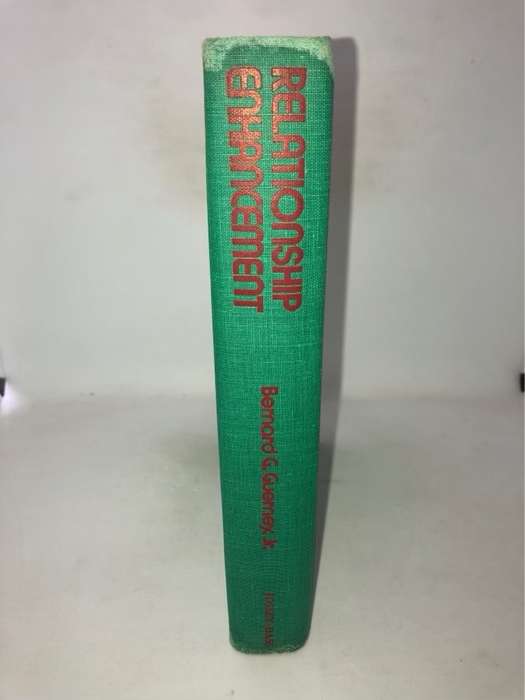 RELATIONSHIP
ENHANCEMENT
Bernard G. Guerney, Jr.